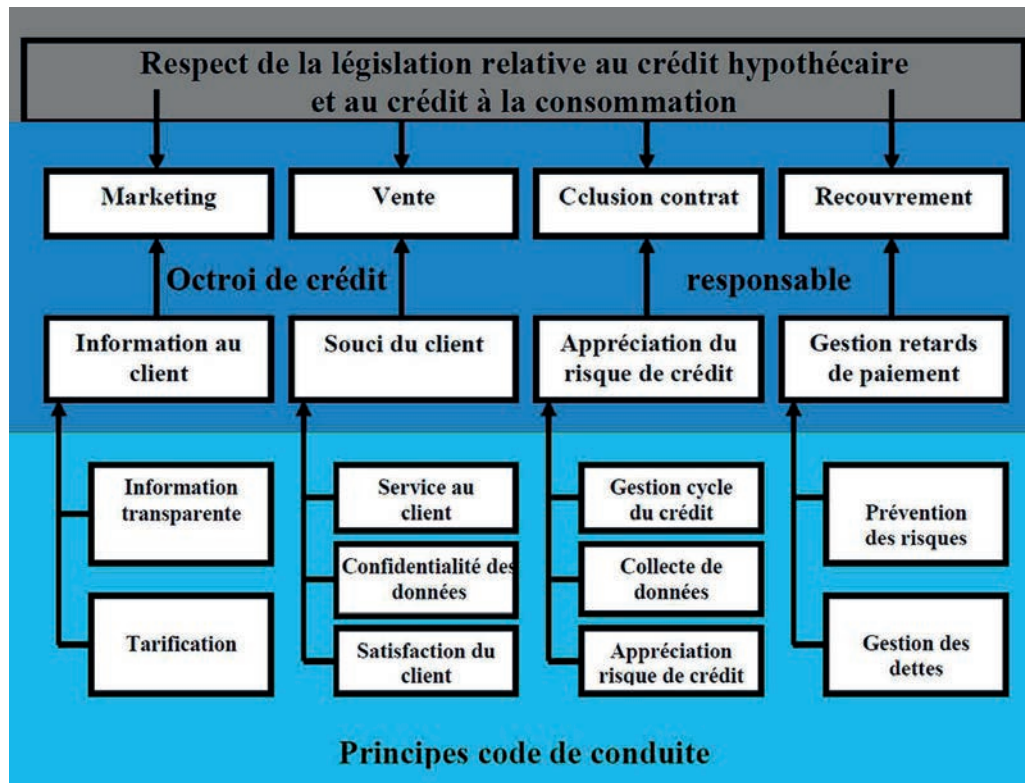 Respect de la législation relative au crédit hypothécaire
et au crédit à la consommation
Marketing
Vente
Cclusion contrat
Recouvrement
Octroi de crédit
responsable
Information au
client
Souci du client
Appréciation du
risque de crédit
Gestion retards
de paiement
Information
transparente
Tarification
Service au
client
Confidentialité des
données
Satisfaction du
client
Gestion cycle
du crédit
Collecte de
données
Appréciation
risque de crédit
Prévention
des risques
Gestion des
dettes
Principes code de conduite